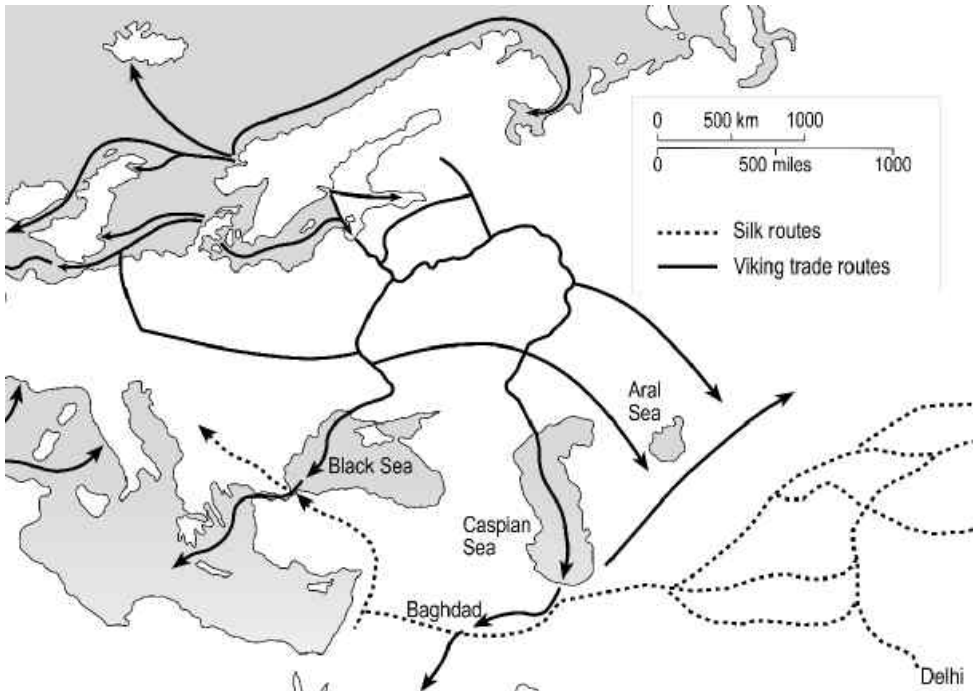 0 500 km 1000
0 500 miles 1000
Silk routes
Viking trade routes
Aral
Sea
Black Sea
Caspian
Sea
Baghdad
Delhi